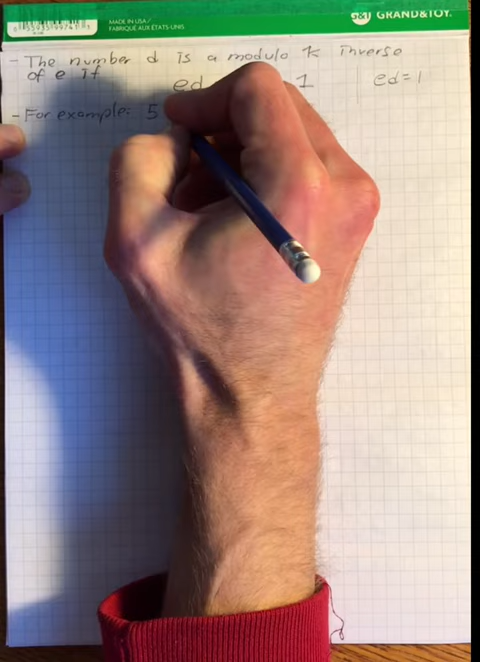 MADE IN USA /
FABRIQUÉ AUX ÉTATS-UNIS
G&T GRAND&TOY.
- The number d is a modulo k inverse
of e if
ed 1 | ed=1
- For example: 5